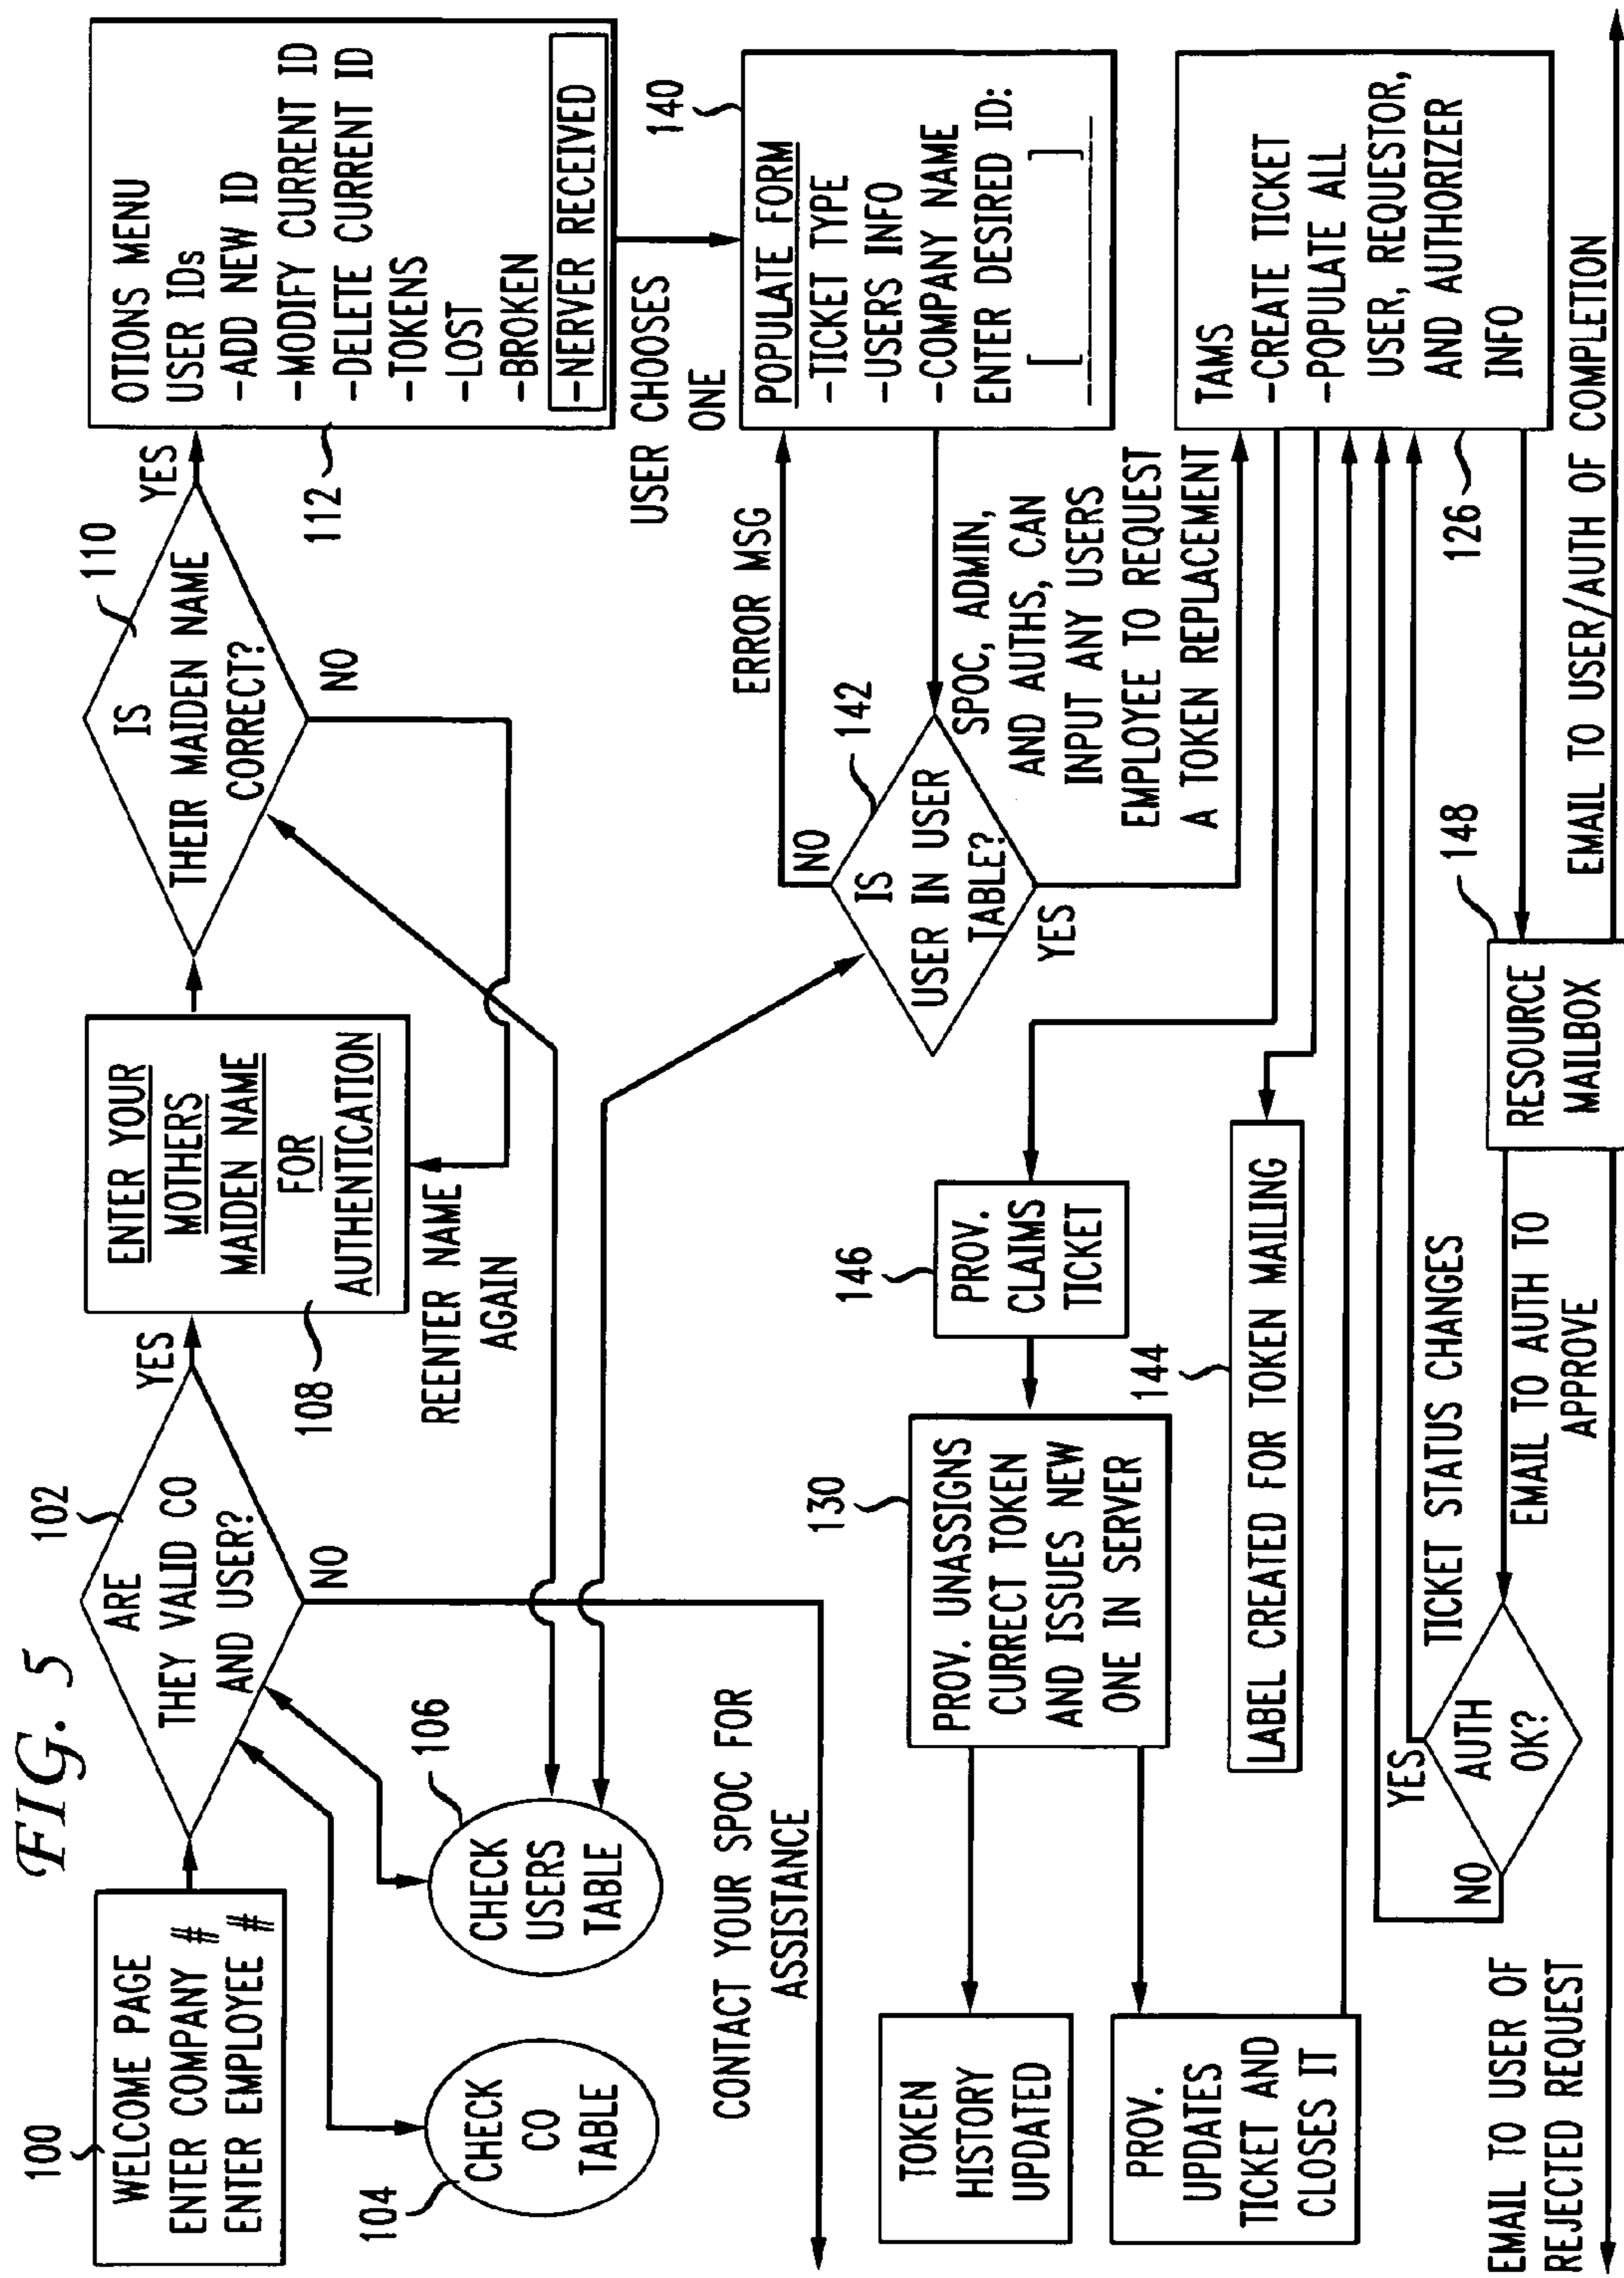 FIG. 5
100
WELCOME PAGE
ENTER COMPANY #
ENTER EMPLOYEE #
102
ARE
THEY VALID CO
AND USER?
YES
NO
104
CHECK
CO
TABLE
106
CHECK
USERS
TABLE
CONTACT YOUR SPOC FOR
ASSISTANCE
108
ENTER YOUR
MOTHERS
MAIDEN NAME
FOR
AUTHENTICATION
REENTER NAME
AGAIN
110
IS
THEIR MAIDEN NAME
CORRECT?
YES
NO
112
OTIONS MENU
USER IDs
-ADD NEW ID
-MODIFY CURRENT ID
-DELETE CURRENT ID
-TOKENS
-LOST
-BROKEN
-NERVER RECEIVED
USER CHOOSES
ONE
140
POPULATE FORM
-TICKET TYPE
-USERS INFO
-COMPANY NAME
ENTER DESIRED ID:
[ ]
ERROR MSG
142
IS
USER IN USER
TABLE?
NO
YES
SPOC, ADMIN,
AND AUTHS, CAN
INPUT ANY USERS
EMPLOYEE TO REQUEST
A TOKEN REPLACEMENT
TAMS
-CREATE TICKET
-POPULATE ALL
USER, REQUESTOR,
AND AUTHORIZER
INFO
126
146
PROV.
CLAIMS
TICKET
144
LABEL CREATED FOR TOKEN MAILING
130
PROV. UNASSIGNS
CURRECT TOKEN
AND ISSUES NEW
ONE IN SERVER
TOKEN
HISTORY
UPDATED
PROV.
UPDATES
TICKET AND
CLOSES IT
148
RESOURCE
MAILBOX
EMAIL TO USER/AUTH OF COMPLETION
TICKET STATUS CHANGES
EMAIL TO AUTH TO
APPROVE
AUTH
OK?
YES
NO
EMAIL TO USER OF
REJECTED REQUEST